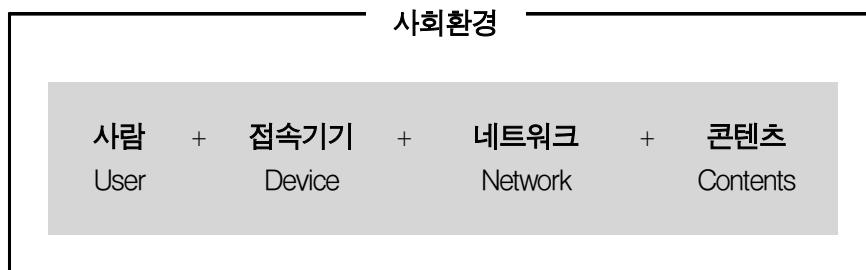 사회환경
사람 + 접속기기 + 네트워크 + 콘텐츠
User Device Network Contents